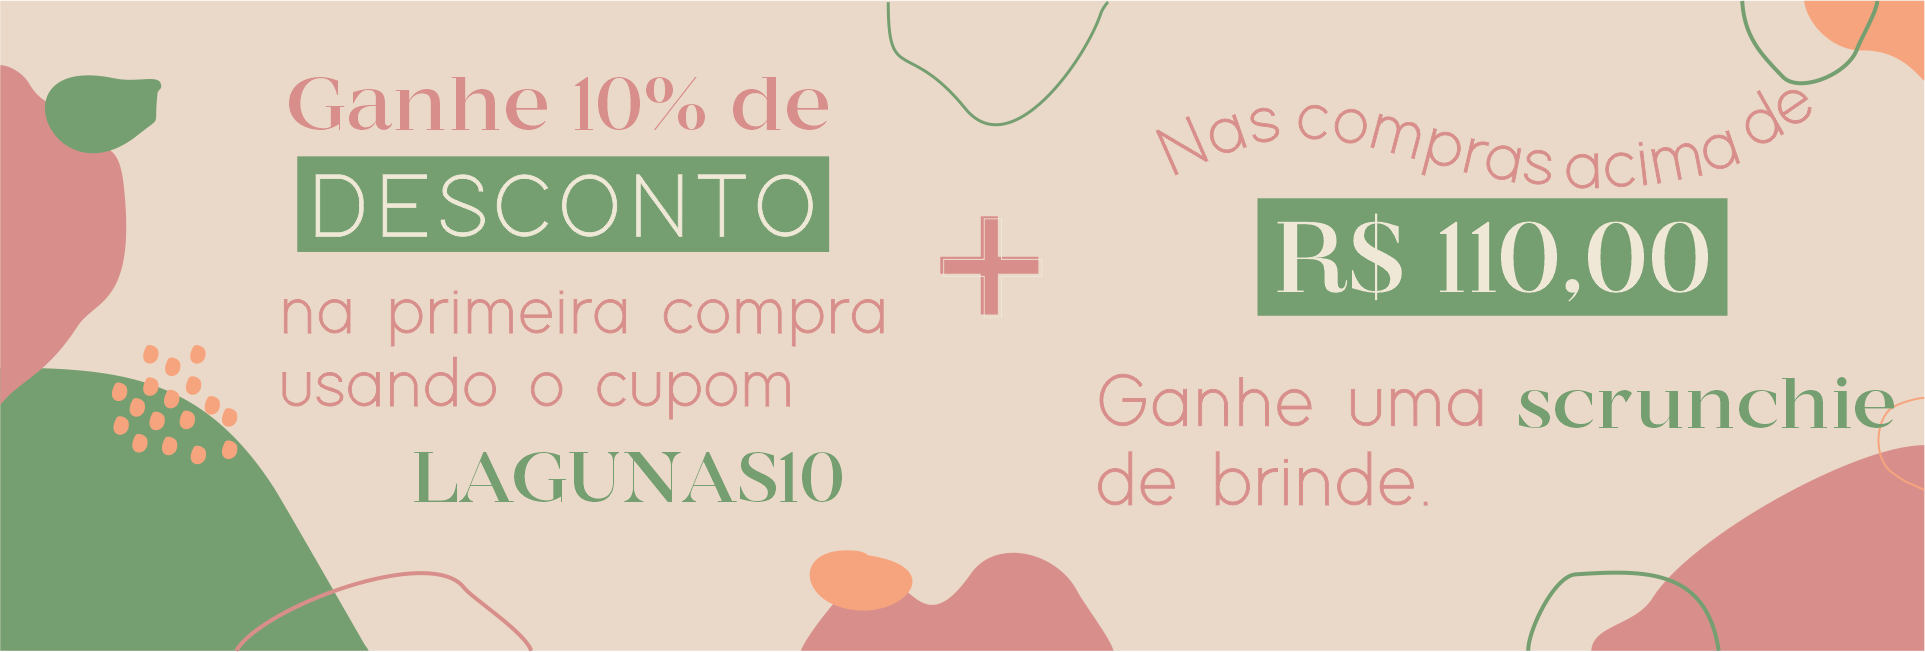 Ganhe 10% de
DESCONTO
na primeira compra
usando o cupom
LAGUNAS10
+
Nas compras acima de
R$ 110,00
Ganhe uma scrunchie
de brinde.